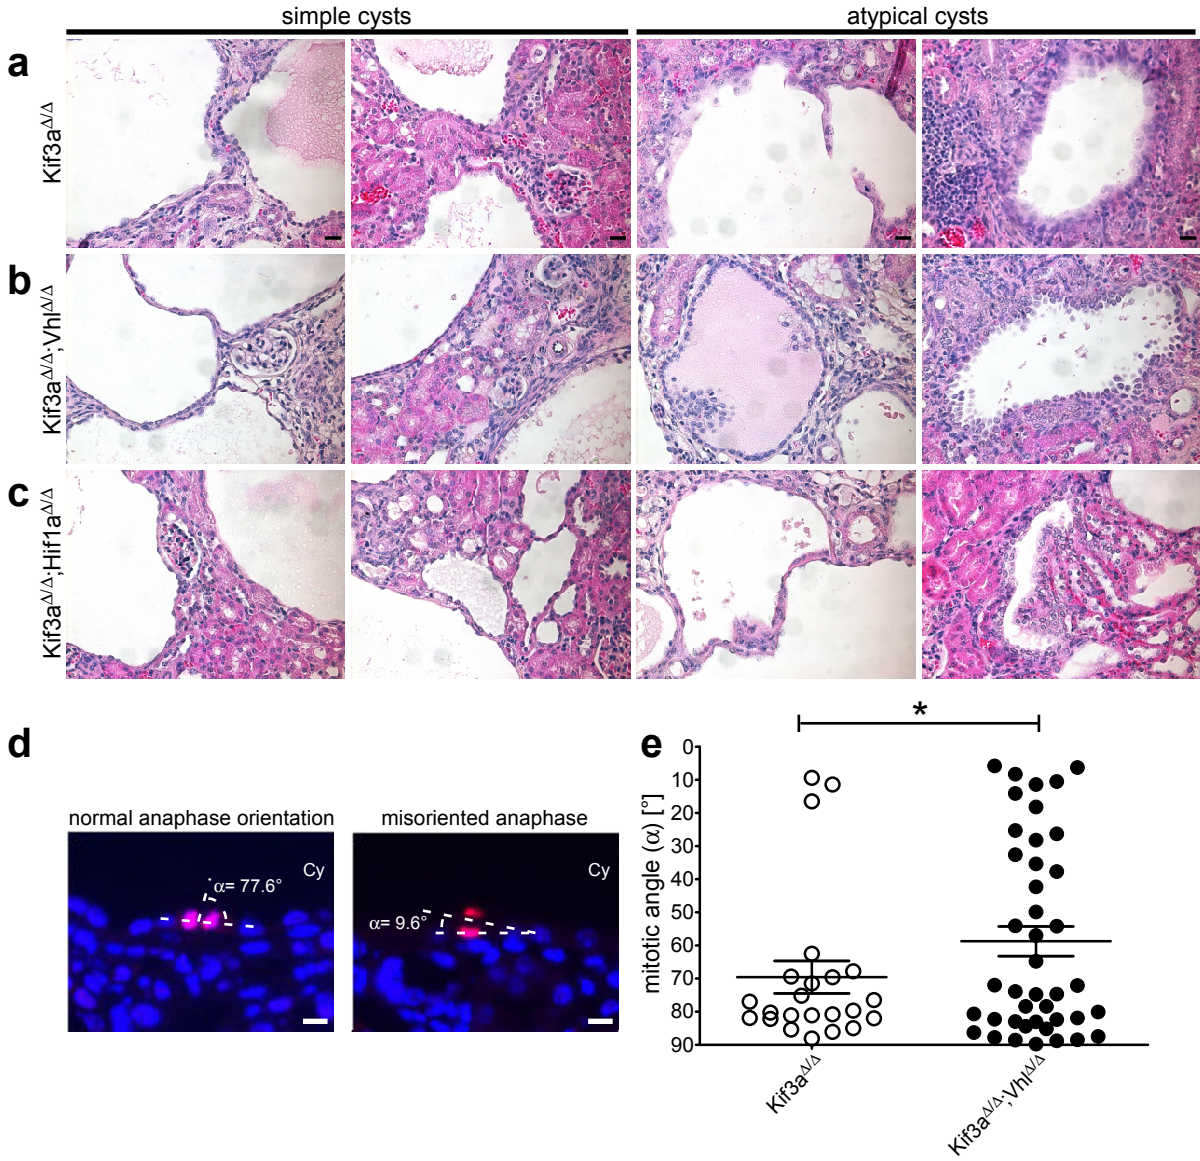 simple cysts
atypical cysts
a
Kif3aΔ/Δ
b
Kif3aΔ/Δ;VhlΔ/Δ
c
Kif3aΔ/Δ;Hif1aΔ/Δ
d
normal anaphase orientation
misoriented anaphase
Cy
α= 77.6°
Cy
α= 9.6°
e
*
mitotic angle (α) [°]
0
10
20
30
40
50
60
70
80
90
Kif3aΔ/Δ
Kif3aΔ/Δ;VhlΔ/Δ